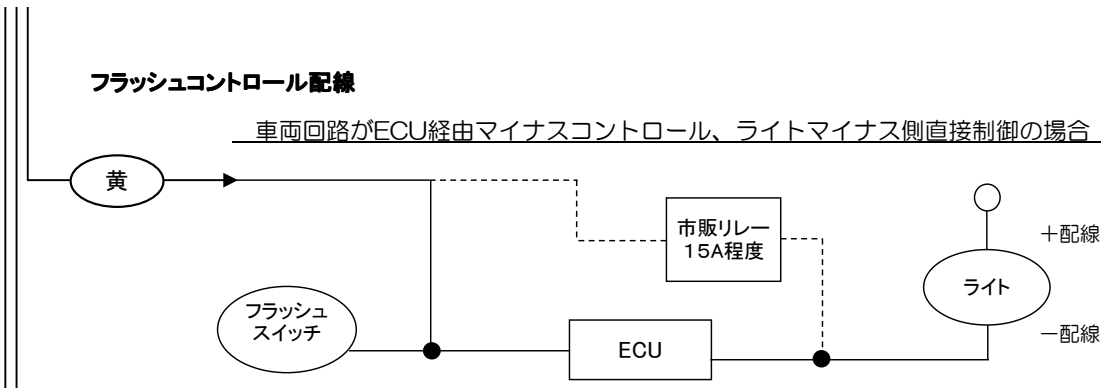 フラッシュコントロール配線
車両回路がECU経由マイナスコントロール、ライトマイナス側直接制御の場合
黄
市販リレー
15A程度
＋配線
ライト
フラッシュ
スイッチ
ECU
－配線